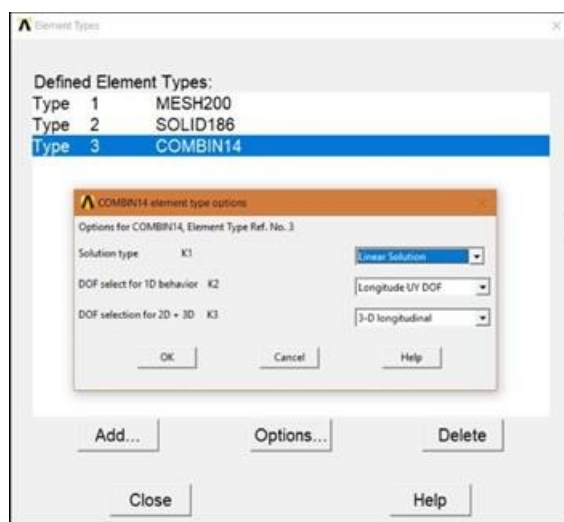 Element Types
Defined Element Types:
Type 1 MESH200
Type 2 SOLID186
Type 3 COMBIN14
COMBIN14 element type options
Options for COMBIN14, Element Type Ref. No. 3
Solution type K1 Linear Solution
DOF select for 1D behavior K2 Longitude UY DOF
DOF selection for 2D + 3D K3 3-D longitudinal
OK Cancel Help
Add... Options... Delete
Close Help